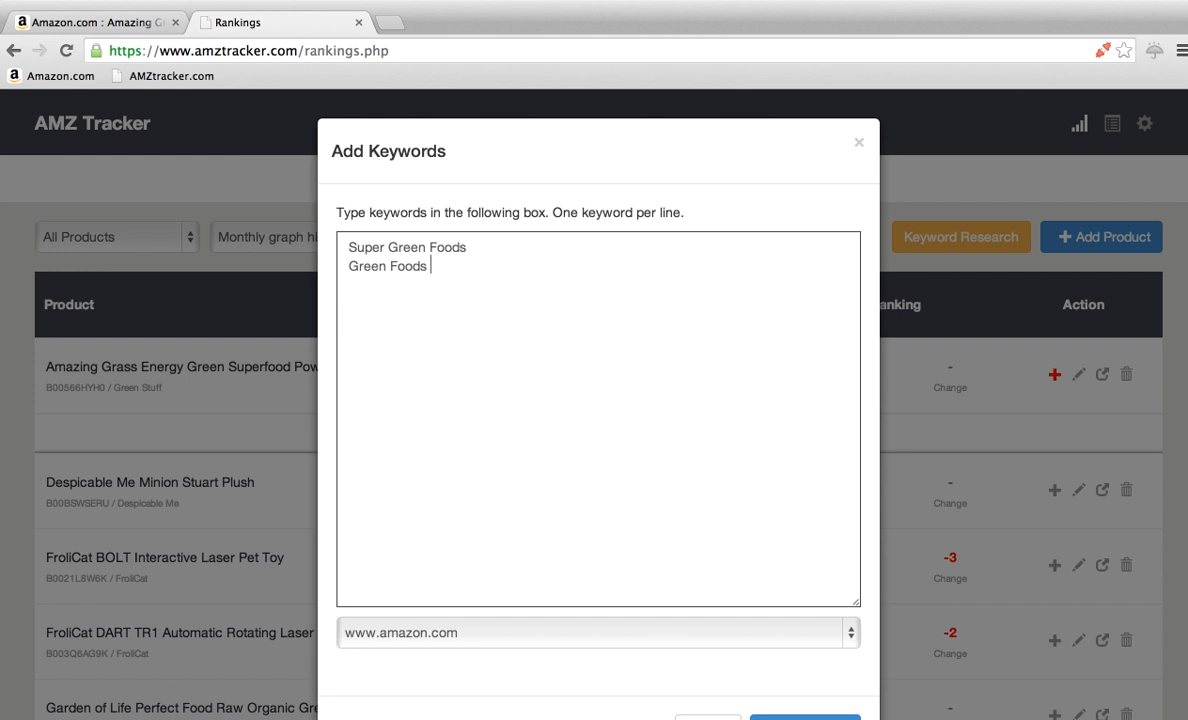 Amazon.com : Amazing G
Rankings
https://www.amztracker.com/rankings.php
Amazon.com
AMZtracker.com
AMZ Tracker
Add Keywords
Type keywords in the following box. One keyword per line.
Super Green Foods
Green Foods
All Products
Monthly graph hi
Keyword Research
Add Product
Product
anking
Action
Amazing Grass Energy Green Superfood Pow
B00566HYH0 / Green Stuff
-
Change
Despicable Me Minion Stuart Plush
B00BSWSERU / Despicable Me
-
Change
FroliCat BOLT Interactive Laser Pet Toy
B0021L8W6K / FroliCat
-3
Change
www.amazon.com
FroliCat DART TR1 Automatic Rotating Laser
B003Q6AG9K / FroliCat
-2
Change
Garden of Life Perfect Food Raw Organic Gre
-